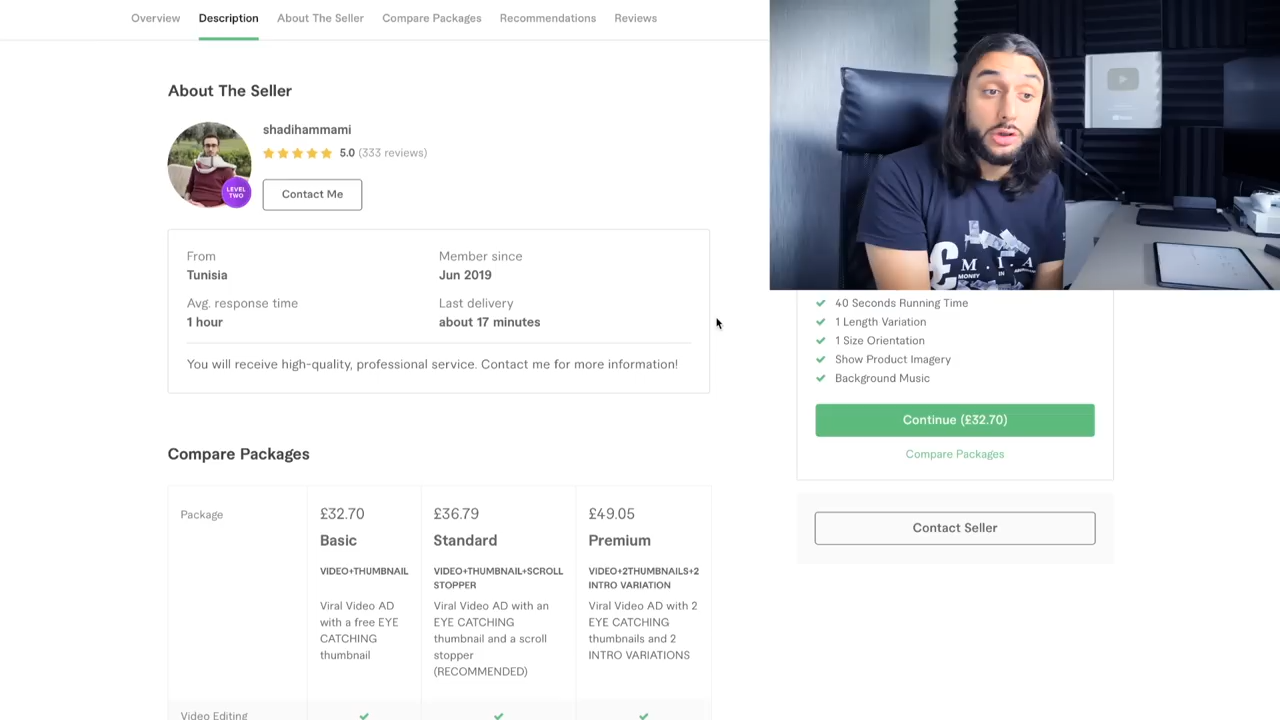 Overview Description About The Seller Compare Packages Recommendations Reviews
About The Seller
shadihammami
5.0 (333 reviews)
LEVEL
TWO
Contact Me
From
Tunisia
Member since
Jun 2019
Avg. response time
1 hour
Last delivery
about 17 minutes
You will receive high-quality, professional service. Contact me for more information!
£
M.I.A
MONEY IN
40 Seconds Running Time
1 Length Variation
1 Size Orientation
Show Product Imagery
Background Music
Continue (£32.70)
Compare Packages
Contact Seller
Compare Packages
Package
£32.70
Basic
VIDEO+THUMBNAIL
Viral Video AD
with a free EYE
CATCHING
thumbnail
£36.79
Standard
VIDEO+THUMBNAIL+SCROLL
STOPPER
Viral Video AD with an
EYE CATCHING
thumbnail and a scroll
stopper
(RECOMMENDED)
£49.05
Premium
VIDEO+2THUMBNAILS+2
INTRO VARIATION
Viral Video AD with 2
EYE CATCHING
thumbnails and 2
INTRO VARIATIONS
Video Editing